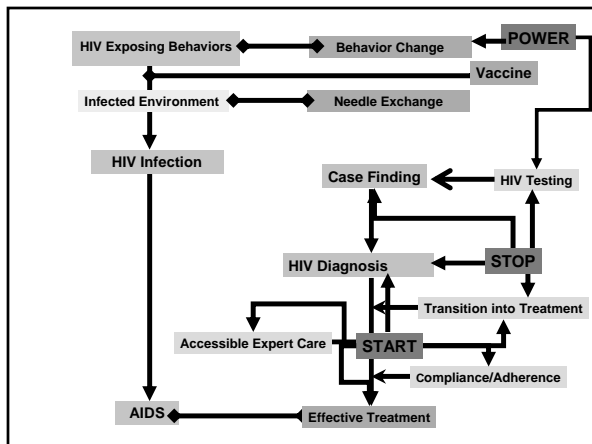 POWER
HIV Exposing Behaviors
Behavior Change
Vaccine
Infected Environment
Needle Exchange
HIV Infection
Case Finding
HIV Testing
HIV Diagnosis
STOP
Transition into Treatment
Accessible Expert Care
START
Compliance/Adherence
AIDS
Effective Treatment